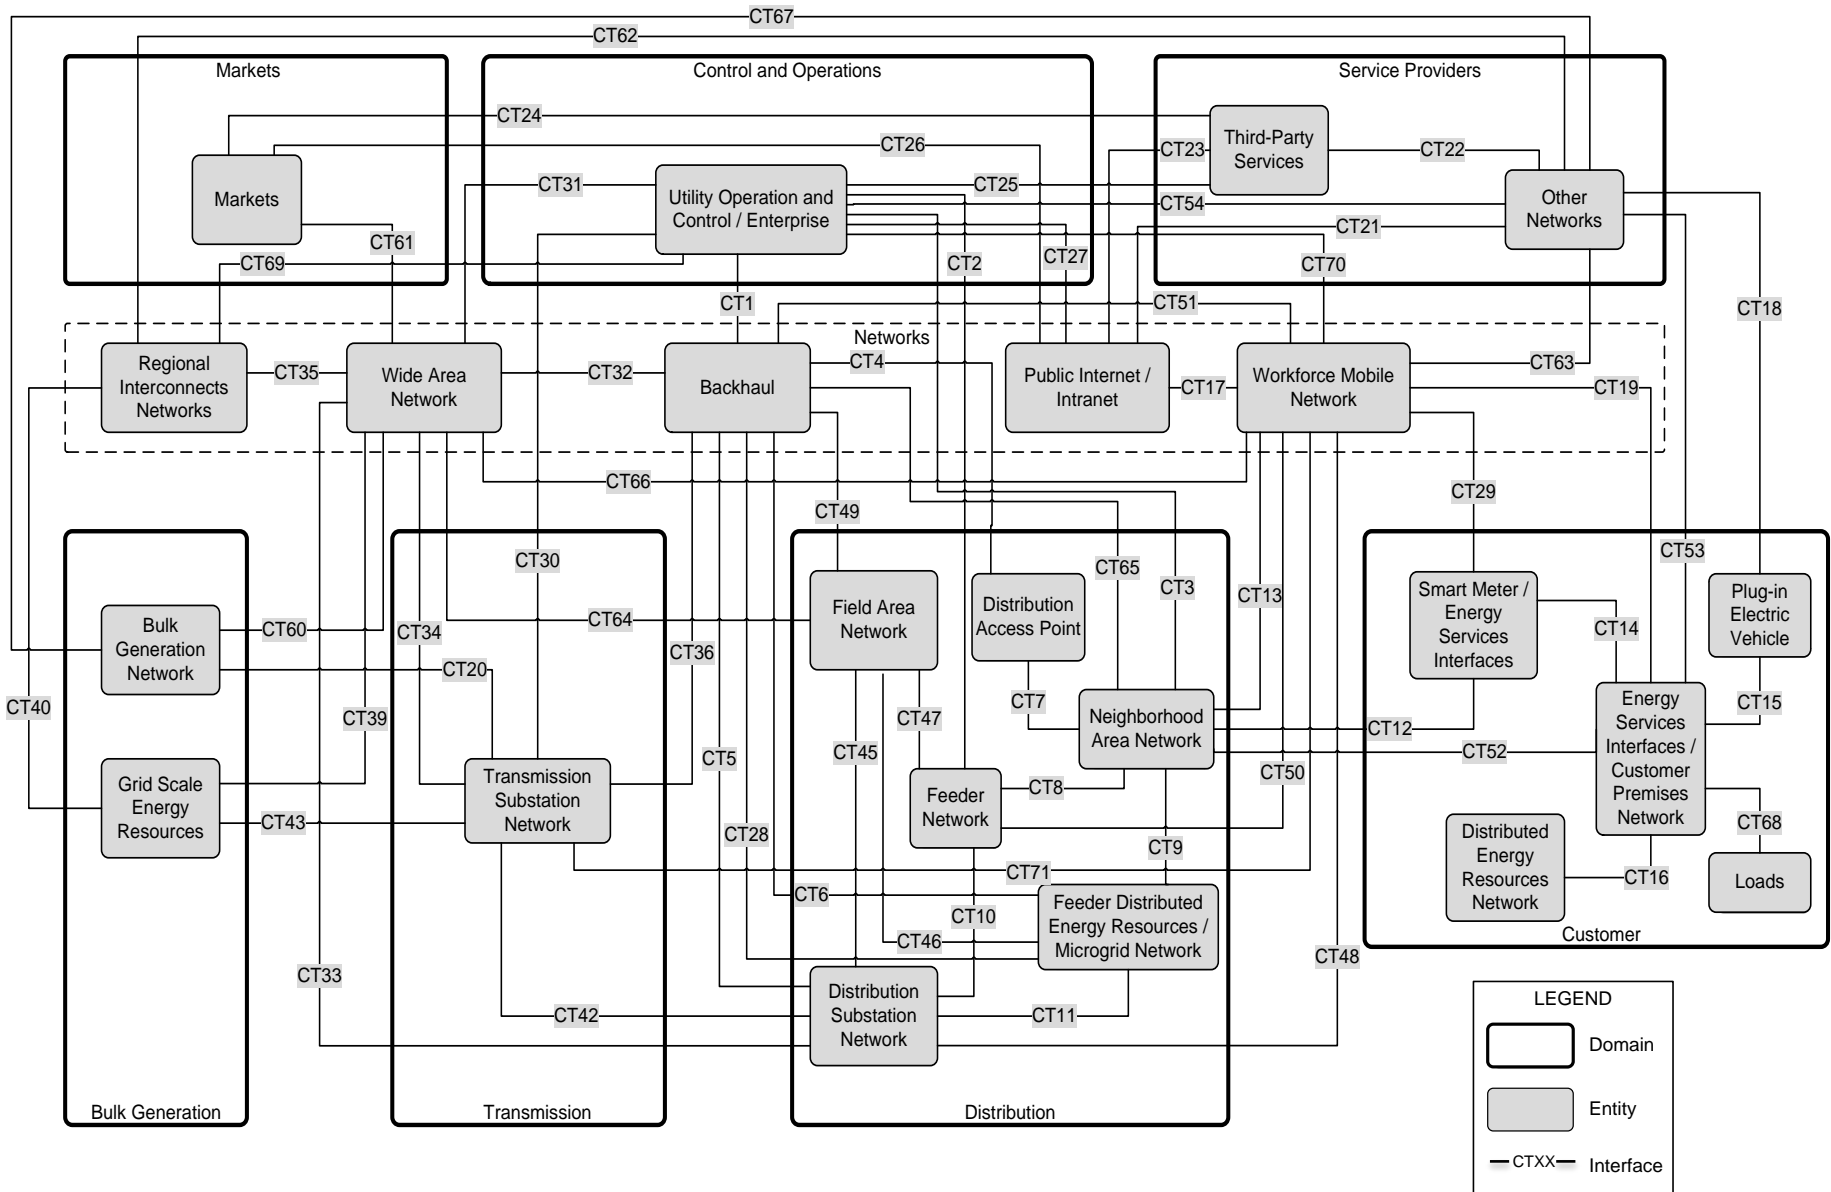 CT67
CT62
Markets
Control and Operations
Service Providers
CT24
Third-Party
Services
CT26
CT23
CT22
Markets
CT31
Utility Operation and
Control / Enterprise
CT25
CT54
Other
Networks
CT61
CT21
CT69
CT2
CT27
CT70
CT1
CT51
CT18
Networks
Regional
Interconnects
Networks
CT35
Wide Area
Network
CT32
Backhaul
CT4
Public Internet /
Intranet
CT17
Workforce Mobile
Network
CT63
CT19
CT66
CT29
CT49
CT30
CT65
CT3
CT53
CT13
Bulk
Generation
Network
CT60
CT34
CT64
CT36
Field Area
Network
Distribution
Access Point
Smart Meter /
Energy
Services
Interfaces
CT14
Plug-in
Electric
Vehicle
CT20
CT40
CT39
CT47
CT7
Neighborhood
Area Network
CT12
CT15
CT45
CT5
CT52
CT50
Energy
Services
Interfaces /
Customer
Premises
Network
Grid Scale
Energy
Resources
CT43
Transmission
Substation
Network
CT28
Feeder
Network
CT8
CT9
CT68
Distributed
Energy
Resources
Network
CT16
Loads
CT71
CT6
CT10
CT46
Feeder Distributed
Energy Resources /
Microgrid Network
Customer
CT33
CT48
CT42
Distribution
Substation
Network
CT11
Bulk Generation
Transmission
Distribution
LEGEND
Domain
Entity
CTXX
Interface